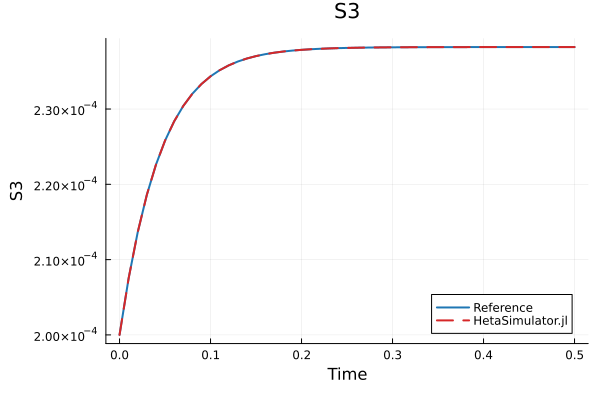 S3
S3
2.30×10⁻⁴
2.20×10⁻⁴
2.10×10⁻⁴
2.00×10⁻⁴
Reference
HetaSimulator.jl
0.0 0.1 0.2 0.3 0.4 0.5
Time